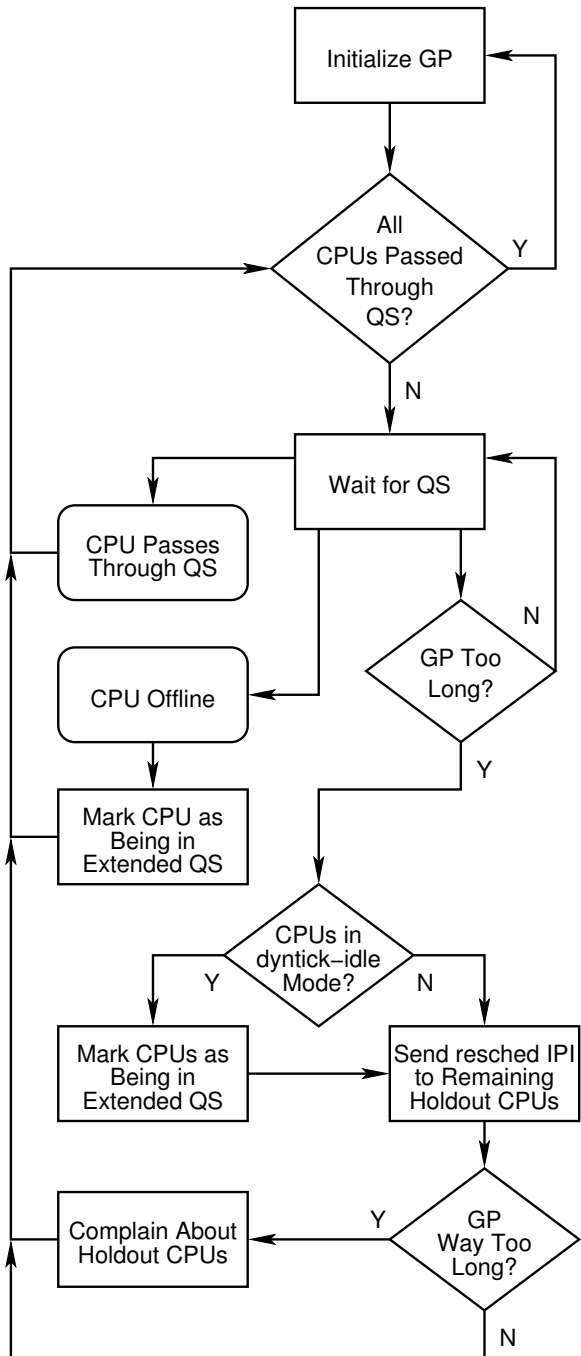 Initialize GP
All
CPUs Passed
Through
QS?
Y
N
Wait for QS
CPU Passes
Through QS
N
GP Too
Long?
CPU Offline
Y
Mark CPU as
Being in
Extended QS
CPUs in
dyntick−idle
Mode?
Y
N
Mark CPUs as
Being in
Extended QS
Send resched IPI
to Remaining
Holdout CPUs
Y
GP
Way Too
Long?
Complain About
Holdout CPUs
N